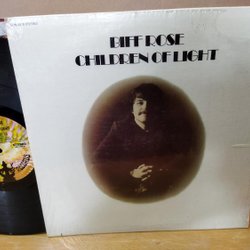 BIFF ROSE
CHILDREN OF LIGHT